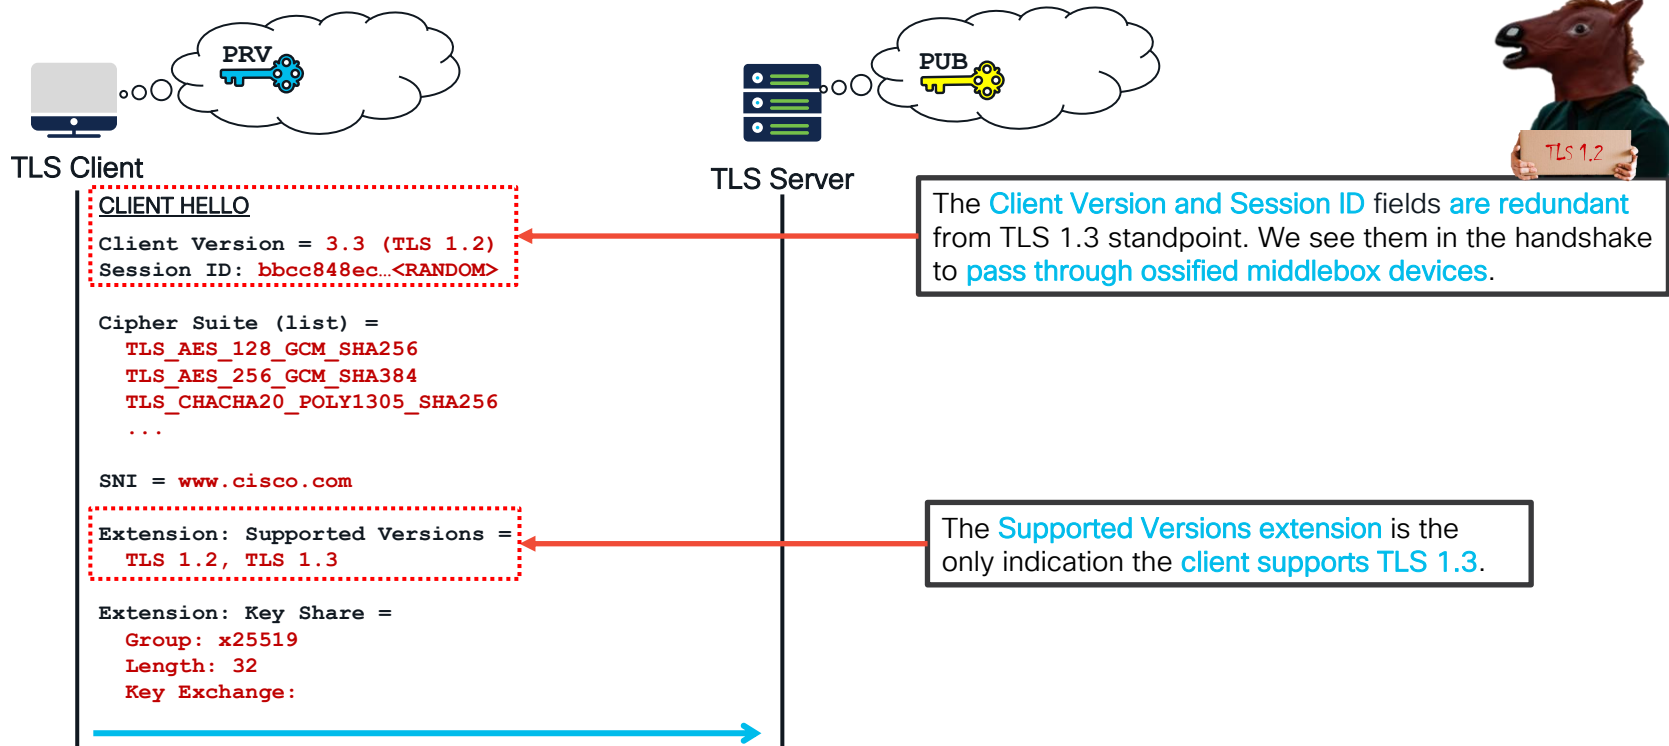 PRV
PUB
TLS 1.2
TLS Client
TLS Server
CLIENT HELLO
Client Version = 3.3 (TLS 1.2)
Session ID: bbcc848ec…<RANDOM>
Cipher Suite (list) =
TLS_AES_128_GCM_SHA256
TLS_AES_256_GCM_SHA384
TLS_CHACHA20_POLY1305_SHA256
...
SNI = www.cisco.com
Extension: Supported Versions =
TLS 1.2, TLS 1.3
Extension: Key Share =
Group: x25519
Length: 32
Key Exchange:
The Client Version and Session ID fields are redundant
from TLS 1.3 standpoint. We see them in the handshake
to pass through ossified middlebox devices.
The Supported Versions extension is the
only indication the client supports TLS 1.3.